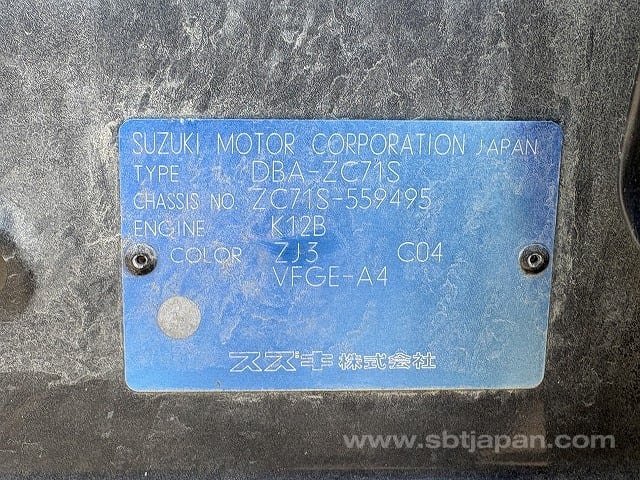 SUZUKI MOTOR CORPORATION JAPAN
TYPE DBA-ZC71S
CHASSIS NO. ZC71S-559495
ENGINE K12B
COLOR ZJ3 C04
VFGE-A4
スズキ株式会社
www.sbtjapan.com